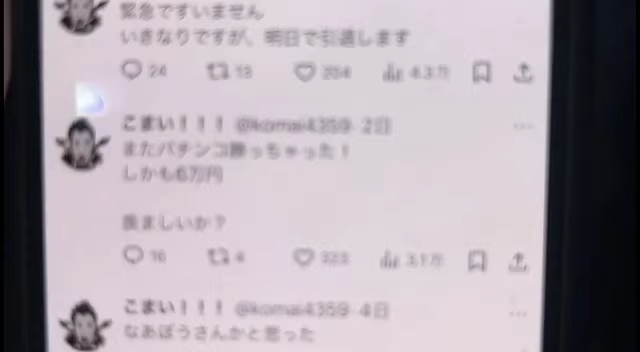 緊急ですいません
いきなりですが、明日で引退します
24 13 204 4.3万
こまい！！！ @komai4359・2日
またパチンコ勝っちゃった！
しかも6万円
羨ましいか？
16 4 323 3.1万
こまい！！！ @komai4359・4日
なあぼうさんかと思った